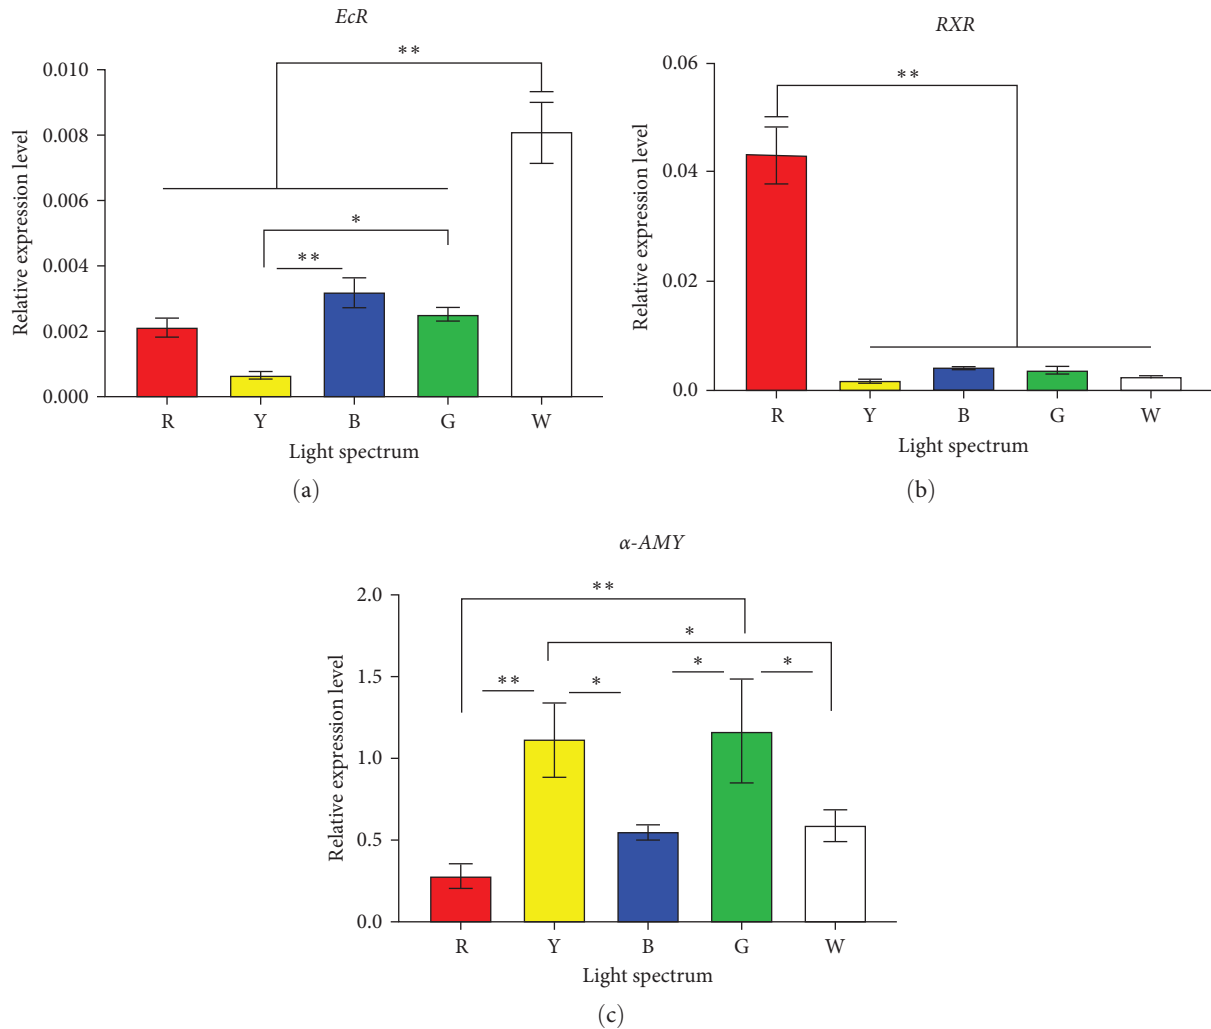 EcR
**
0.010
0.008
0.006
0.004
0.002
0.000
Relative expression level
*
**
R Y B G W
Light spectrum
(a)
RXR
**
0.06
0.04
0.02
0.0
Relative expression level
R Y B G W
Light spectrum
(b)
α-AMY
**
2.0
1.5
1.0
0.5
0.0
Relative expression level
*
** * * *
R Y B G W
Light spectrum
(c)